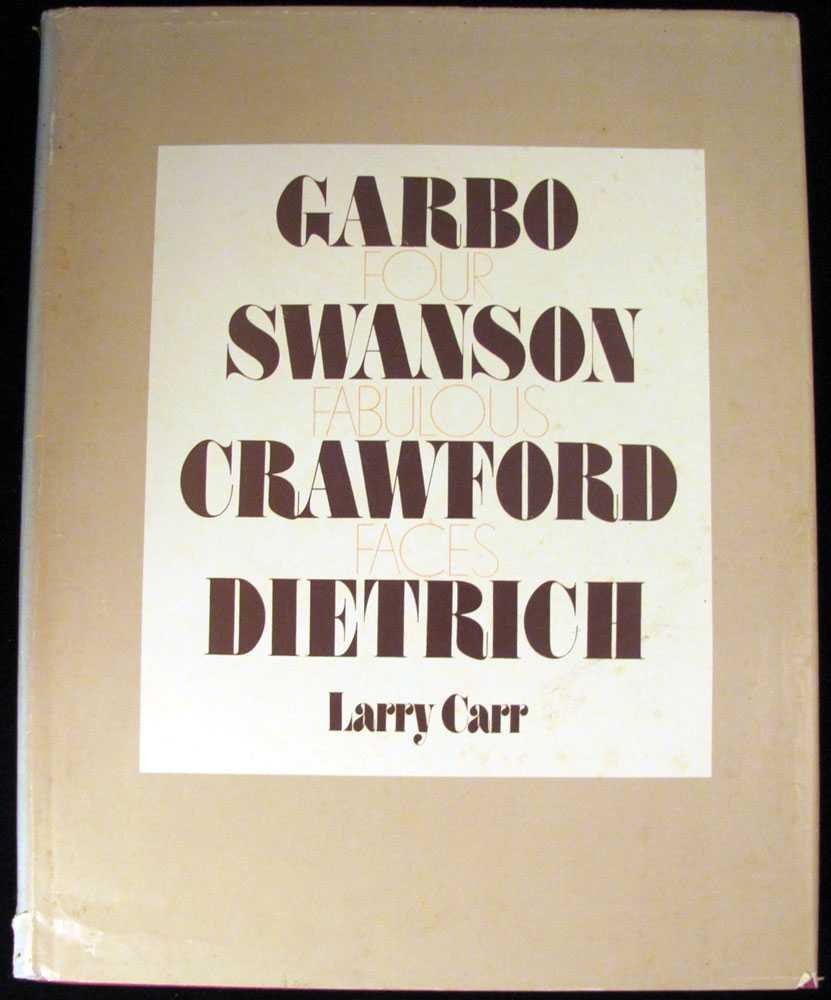 GARBO
FOUR
SWANSON
FABULOUS
CRAWFORD
FACES
DIETRICH
Larry Carr